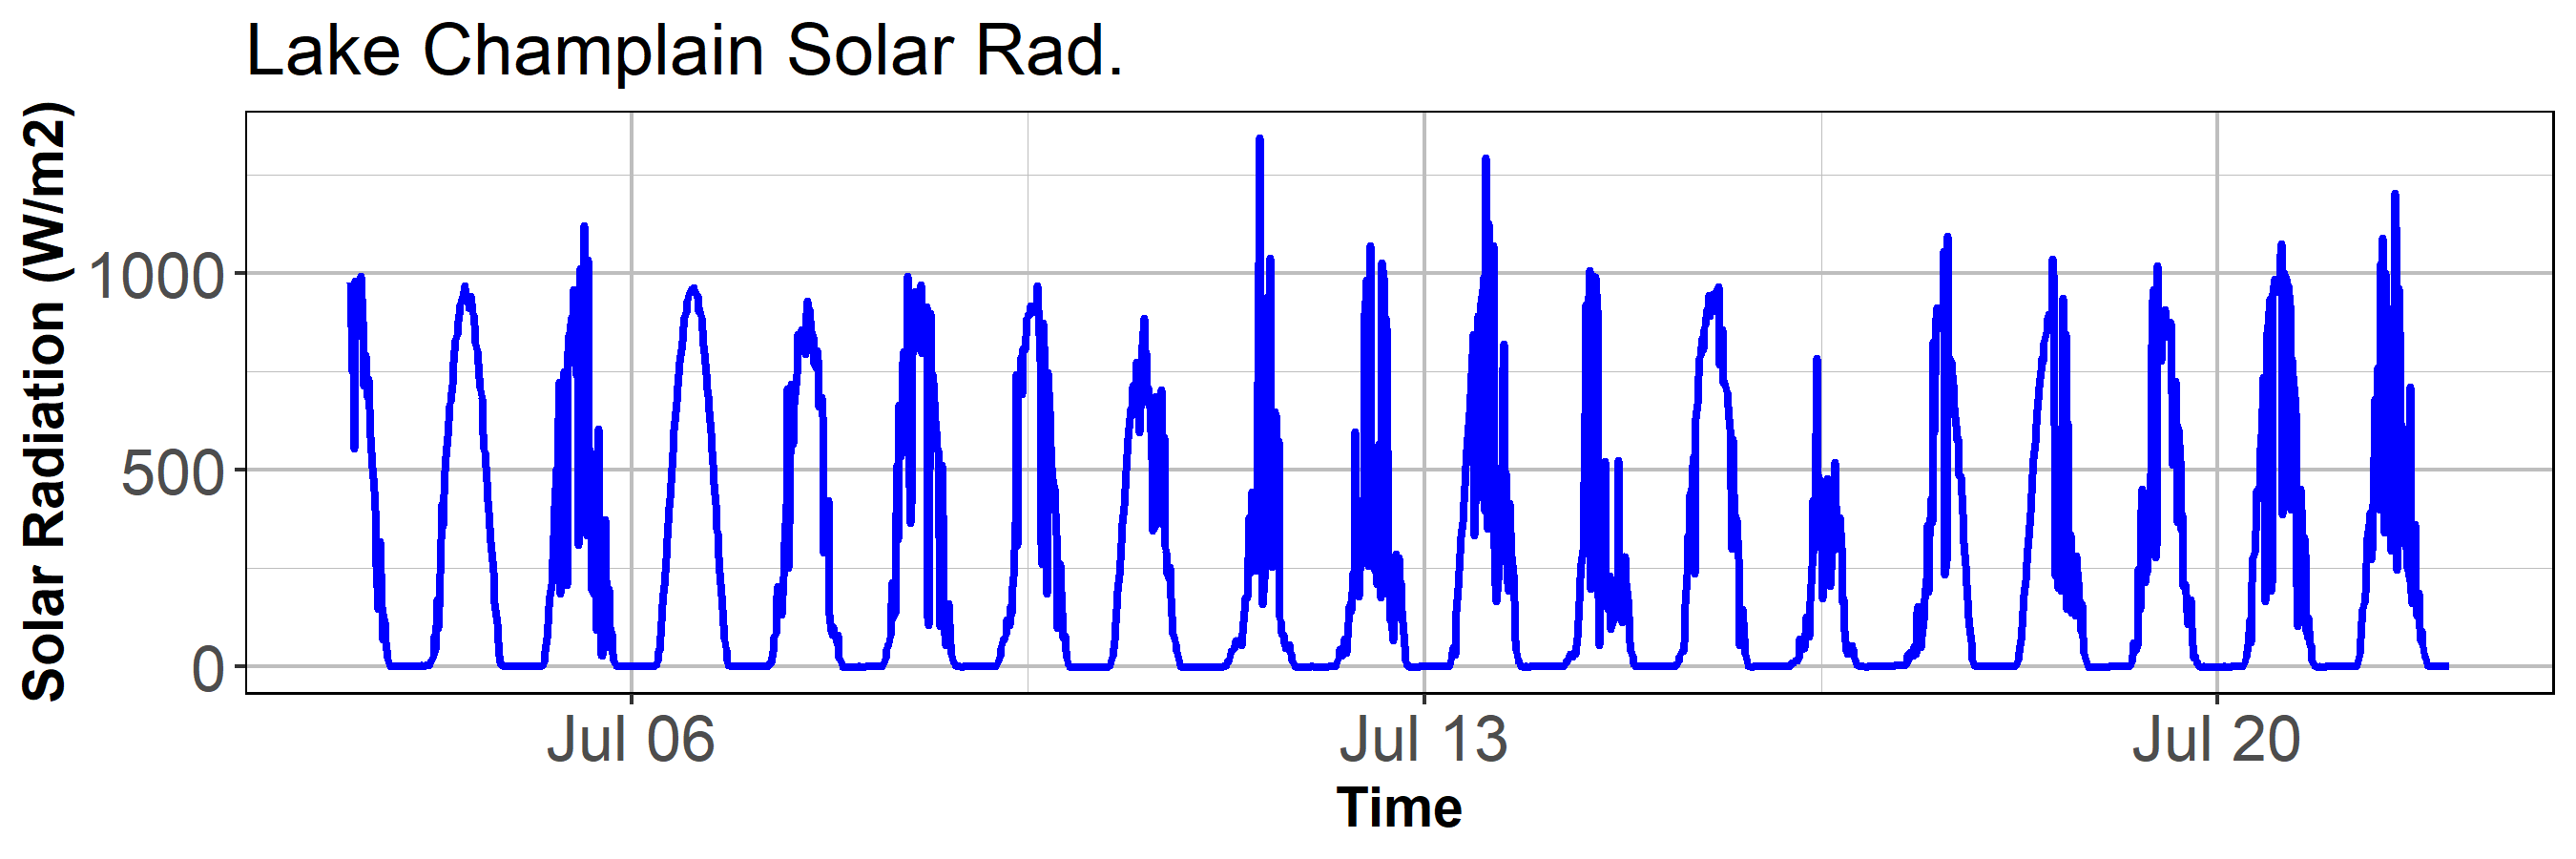 Lake Champlain Solar Rad.
Solar Radiation (W/m2)
1000
500
0
Jul 06
Jul 13
Jul 20
Time